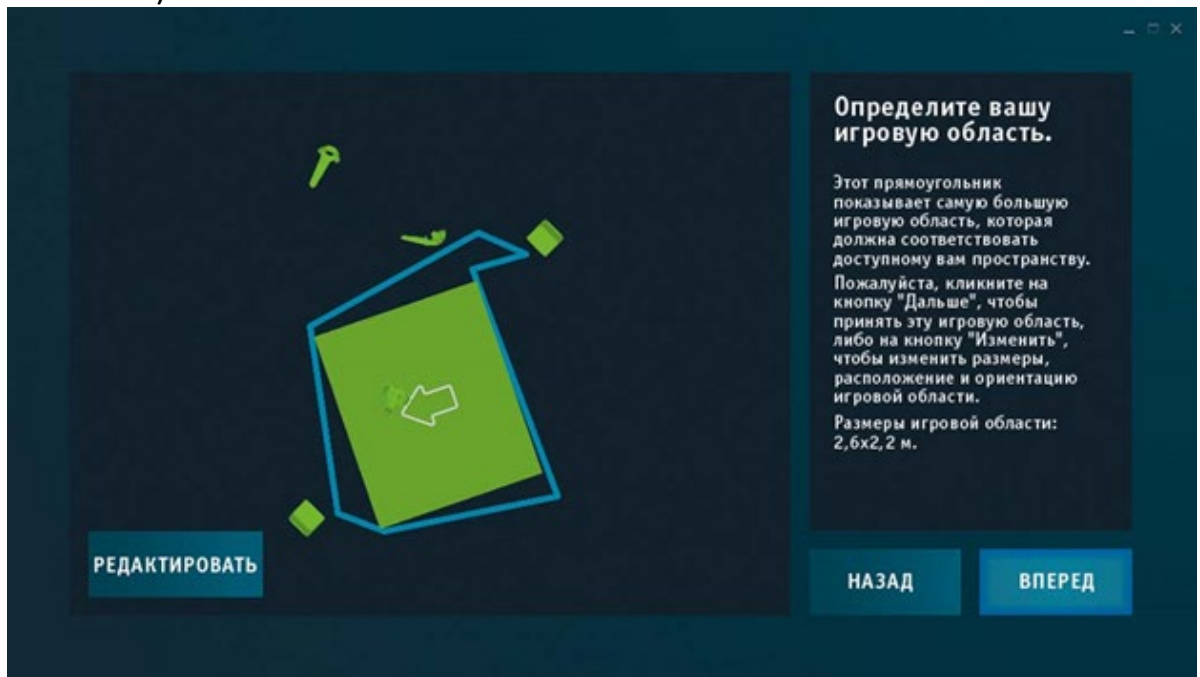 Определите вашу
игровую область.
Этот прямоугольник
показывает самую большую
игровую область, которая
должна соответствовать
доступному вам пространству.
Пожалуйста, кликните на
кнопку "Дальше", чтобы
принять эту игровую область,
либо на кнопку "Изменить",
чтобы изменить размеры,
расположение и ориентацию
игровой области.
Размеры игровой области:
2,6x2,2 м.
РЕДАКТИРОВАТЬ
НАЗАД
ВПЕРЕД